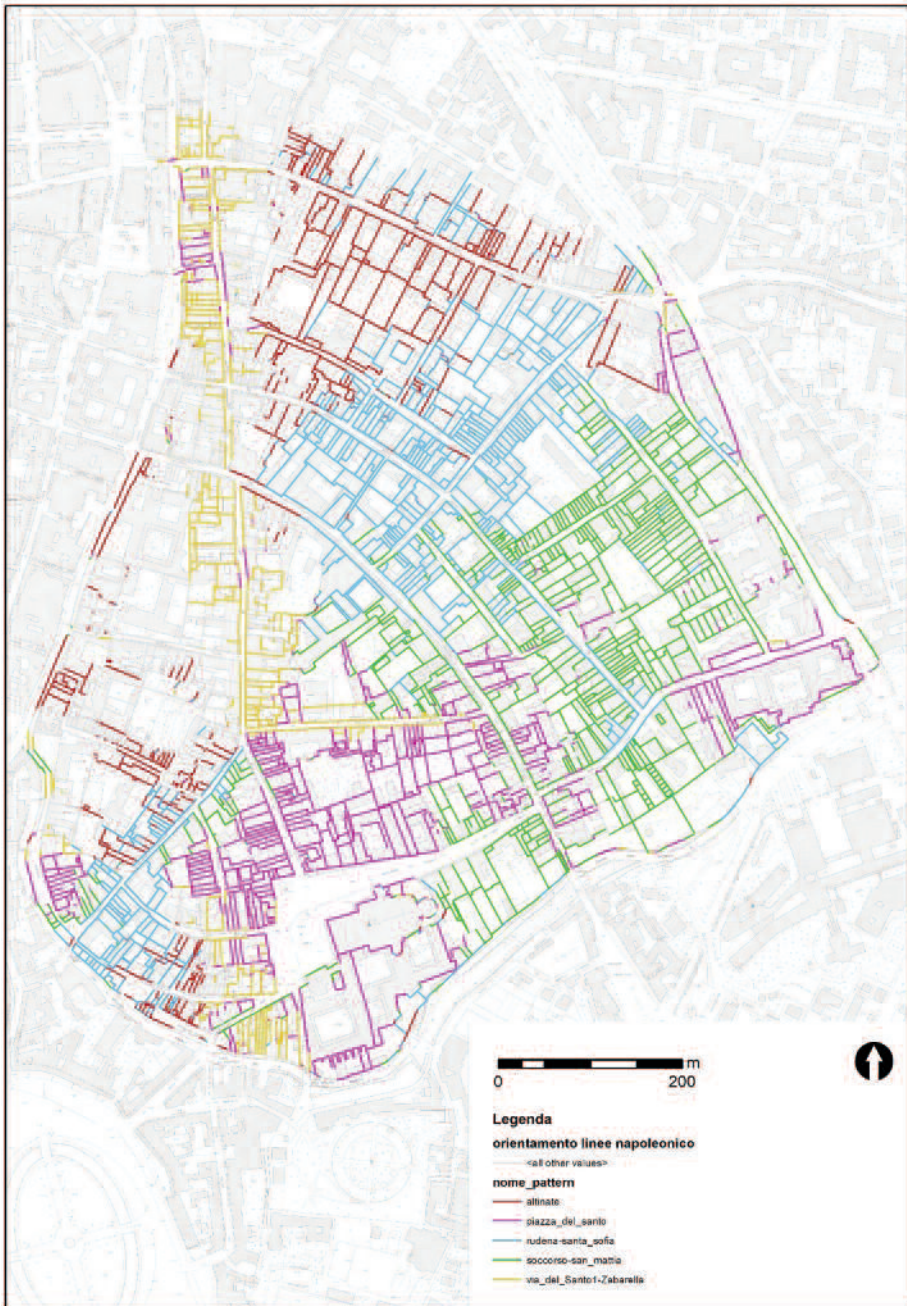 m
0 200
Legenda
orientamento linee napoleonico
<all other values>
nome_pattern
altinate
piazza_del_santo
rudena-santa_sofia
soccorso-san_mattia
via_del_Santo1-Zabarella